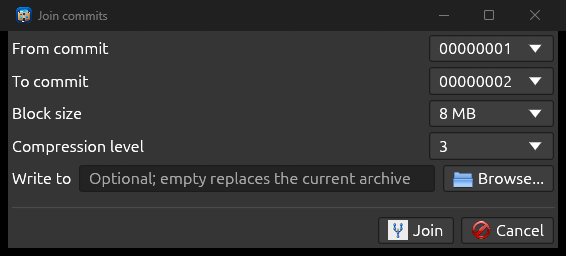 Join commits
From commit 00000001
To commit 00000002
Block size 8 MB
Compression level 3
Write to Optional; empty replaces the current archive Browse...
Join Cancel